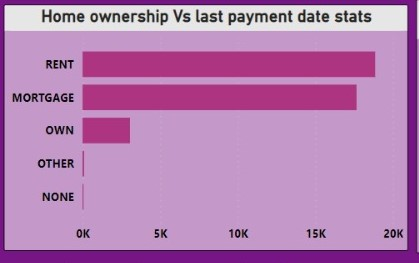 Home ownership Vs last payment date stats
RENT
MORTGAGE
OWN
OTHER
NONE
0K 5K 10K 15K 20K